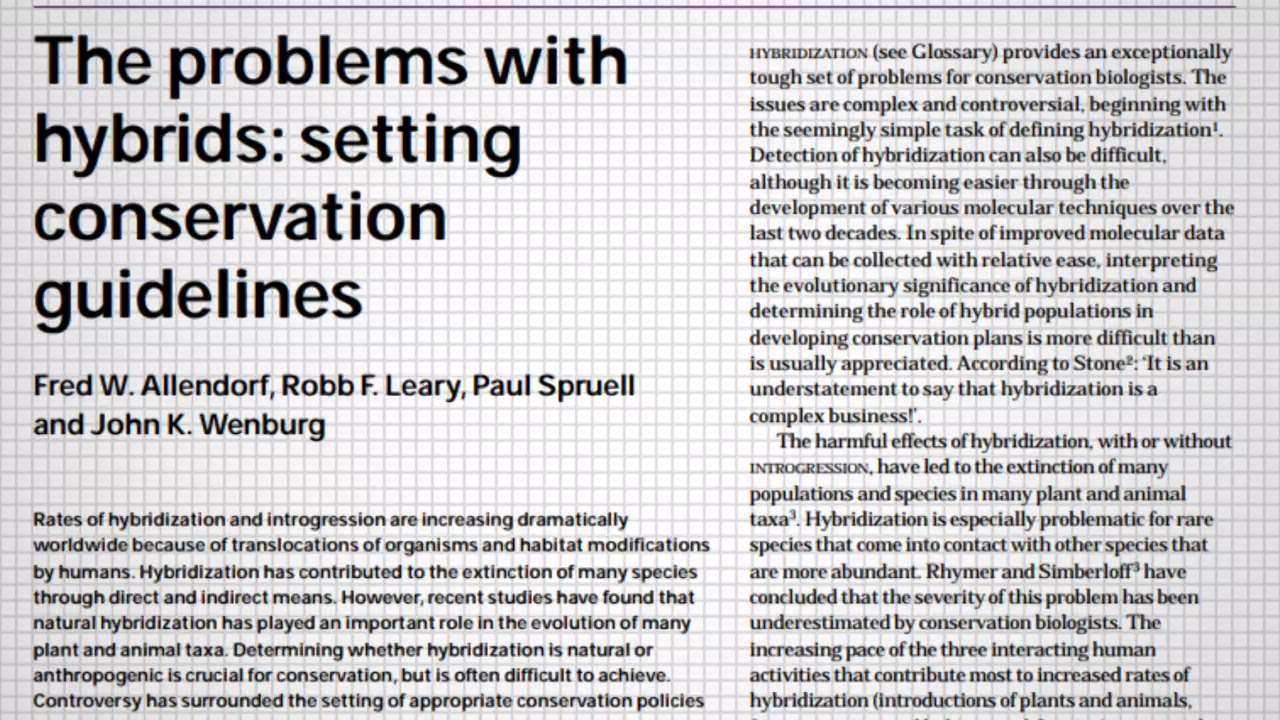 The problems with
hybrids: setting
conservation
guidelines
Fred W. Allendorf, Robb F. Leary, Paul Spruell
and John K. Wenburg
Rates of hybridization and introgression are increasing dramatically
worldwide because of translocations of organisms and habitat modifications
by humans. Hybridization has contributed to the extinction of many species
through direct and indirect means. However, recent studies have found that
natural hybridization has played an important role in the evolution of many
plant and animal taxa. Determining whether hybridization is natural or
anthropogenic is crucial for conservation, but is often difficult to achieve.
Controversy has surrounded the setting of appropriate conservation policies
HYBRIDIZATION (see Glossary) provides an exceptionally
tough set of problems for conservation biologists. The
issues are complex and controversial, beginning with
the seemingly simple task of defining hybridization¹.
Detection of hybridization can also be difficult,
although it is becoming easier through the
development of various molecular techniques over the
last two decades. In spite of improved molecular data
that can be collected with relative ease, interpreting
the evolutionary significance of hybridization and
determining the role of hybrid populations in
developing conservation plans is more difficult than
is usually appreciated. According to Stone²: 'It is an
understatement to say that hybridization is a
complex business!'.
The harmful effects of hybridization, with or without
INTROGRESSION, have led to the extinction of many
populations and species in many plant and animal
taxa³. Hybridization is especially problematic for rare
species that come into contact with other species that
are more abundant. Rhymer and Simberloff³ have
concluded that the severity of this problem has been
underestimated by conservation biologists. The
increasing pace of the three interacting human
activities that contribute most to increased rates of
hybridization (introductions of plants and animals,